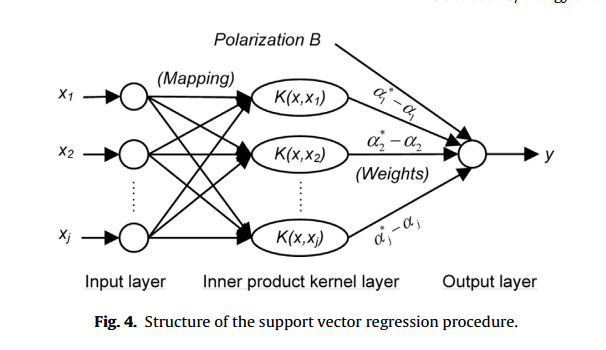 Polarization B
(Mapping)
x₁
K(x,x₁)
α₁* – α₁
x₂
K(x,x₂)
α₂* – α₂
(Weights)
y
xⱼ
K(x,xⱼ)
αⱼ* – αⱼ
Input layer
Inner product kernel layer
Output layer
Fig. 4. Structure of the support vector regression procedure.